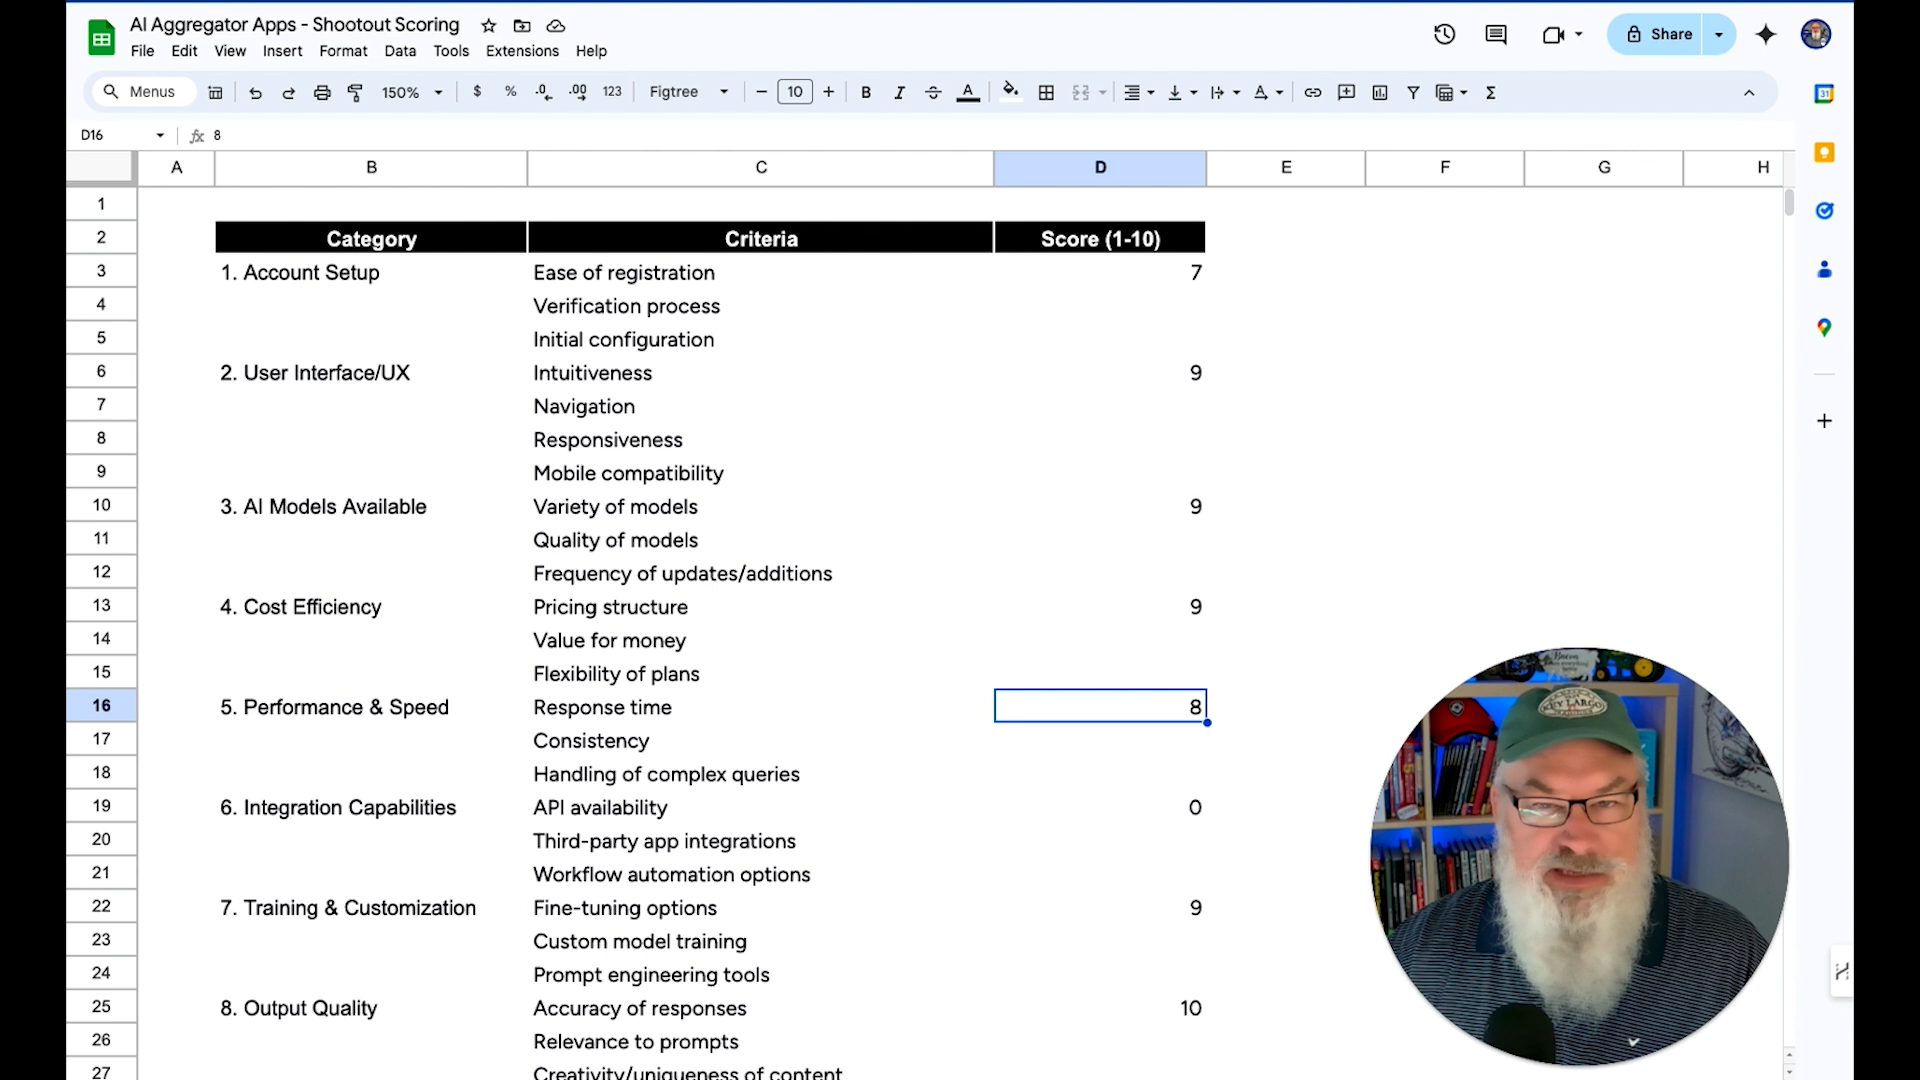 AI Aggregator Apps - Shootout Scoring
File Edit View Insert Format Data Tools Extensions Help
Share
Menus 150% $ % .0 .00 123 Figtree 10 B I A Σ
31
D16 fx 8
A B C D E F G H
1
2 Category Criteria Score (1-10)
3 1. Account Setup Ease of registration 7
4 Verification process
5 Initial configuration
6 2. User Interface/UX Intuitiveness 9
7 Navigation
8 Responsiveness
9 Mobile compatibility
10 3. AI Models Available Variety of models 9
11 Quality of models
12 Frequency of updates/additions
13 4. Cost Efficiency Pricing structure 9
14 Value for money
15 Flexibility of plans
16 5. Performance & Speed Response time 8
17 Consistency
18 Handling of complex queries
19 6. Integration Capabilities API availability 0
20 Third-party app integrations
21 Workflow automation options
22 7. Training & Customization Fine-tuning options 9
23 Custom model training
24 Prompt engineering tools
25 8. Output Quality Accuracy of responses 10
26 Relevance to prompts
27 Creativity/uniqueness of content
KEY LARGO